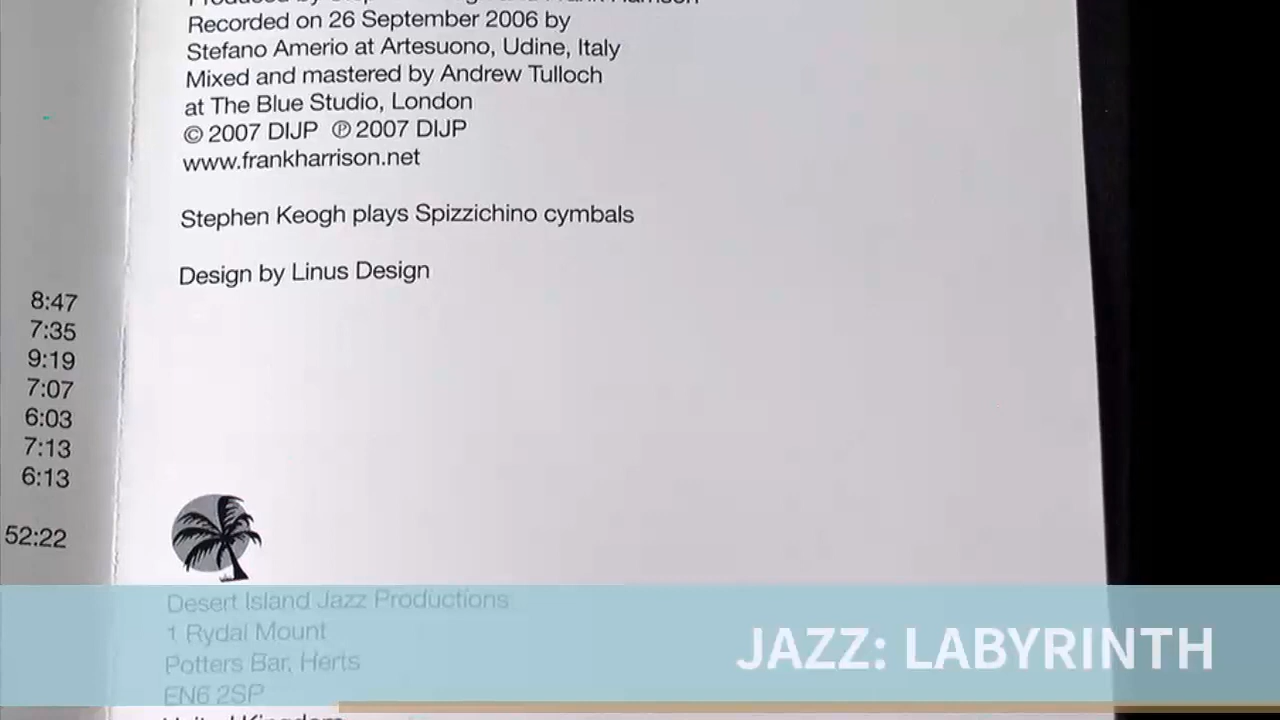 Recorded on 26 September 2006 by
Stefano Amerio at Artesuono, Udine, Italy
Mixed and mastered by Andrew Tulloch
at The Blue Studio, London
© 2007 DIJP ℗ 2007 DIJP
www.frankharrison.net
Stephen Keogh plays Spizzichino cymbals
Design by Linus Design
8:47
7:35
9:19
7:07
6:03
7:13
6:13
52:22
Desert Island Jazz Productions
1 Rydal Mount
Potters Bar, Herts
EN6 2SP
United Kingdom
JAZZ: LABYRINTH